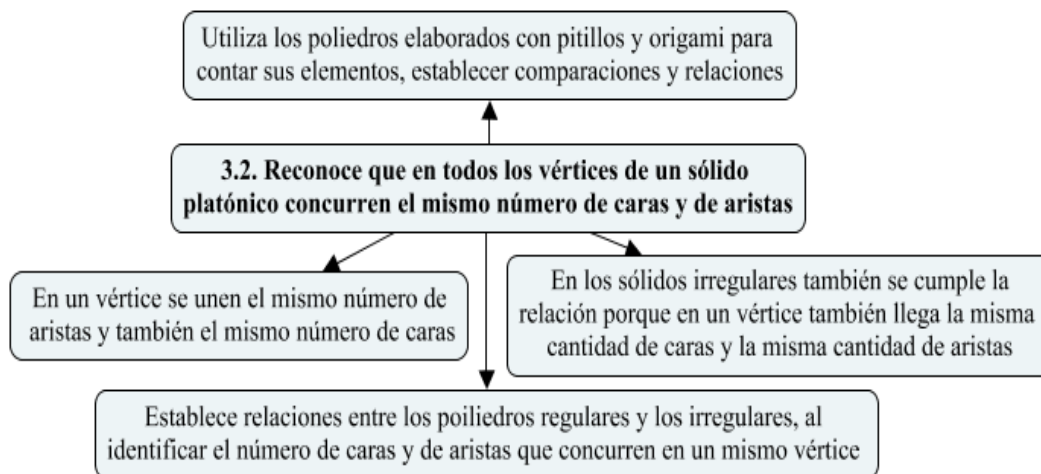 Utiliza los poliedros elaborados con pitillos y origami para
contar sus elementos, establecer comparaciones y relaciones
3.2. Reconoce que en todos los vértices de un sólido
platónico concurren el mismo número de caras y de aristas
En un vértice se unen el mismo número de
aristas y también el mismo número de caras
En los sólidos irregulares también se cumple la
relación porque en un vértice también llega la misma
cantidad de caras y la misma cantidad de aristas
Establece relaciones entre los poiliedros regulares y los irregulares, al
identificar el número de caras y de aristas que concurren en un mismo vértice